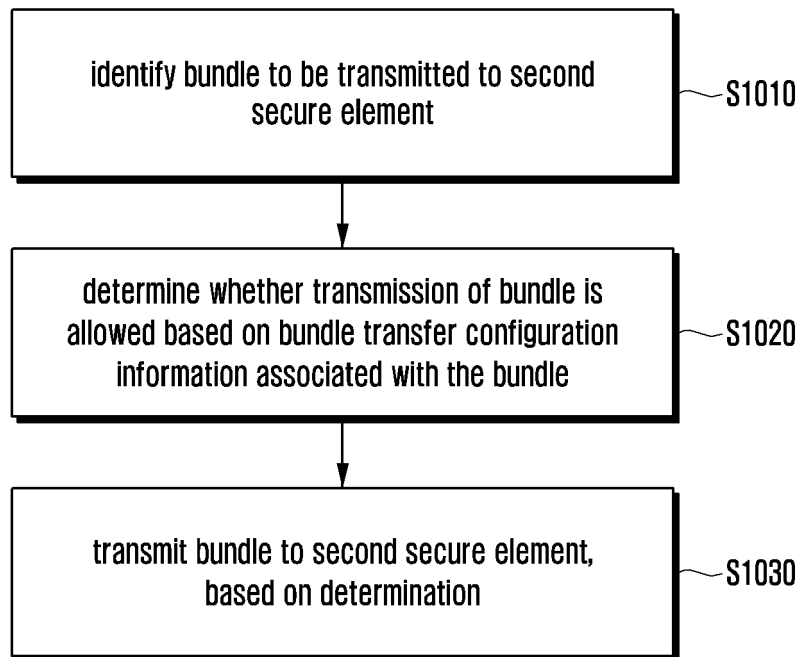 identify bundle to be transmitted to second
secure element
S1010
determine whether transmission of bundle is
allowed based on bundle transfer configuration
information associated with the bundle
S1020
transmit bundle to second secure element,
based on determination
S1030